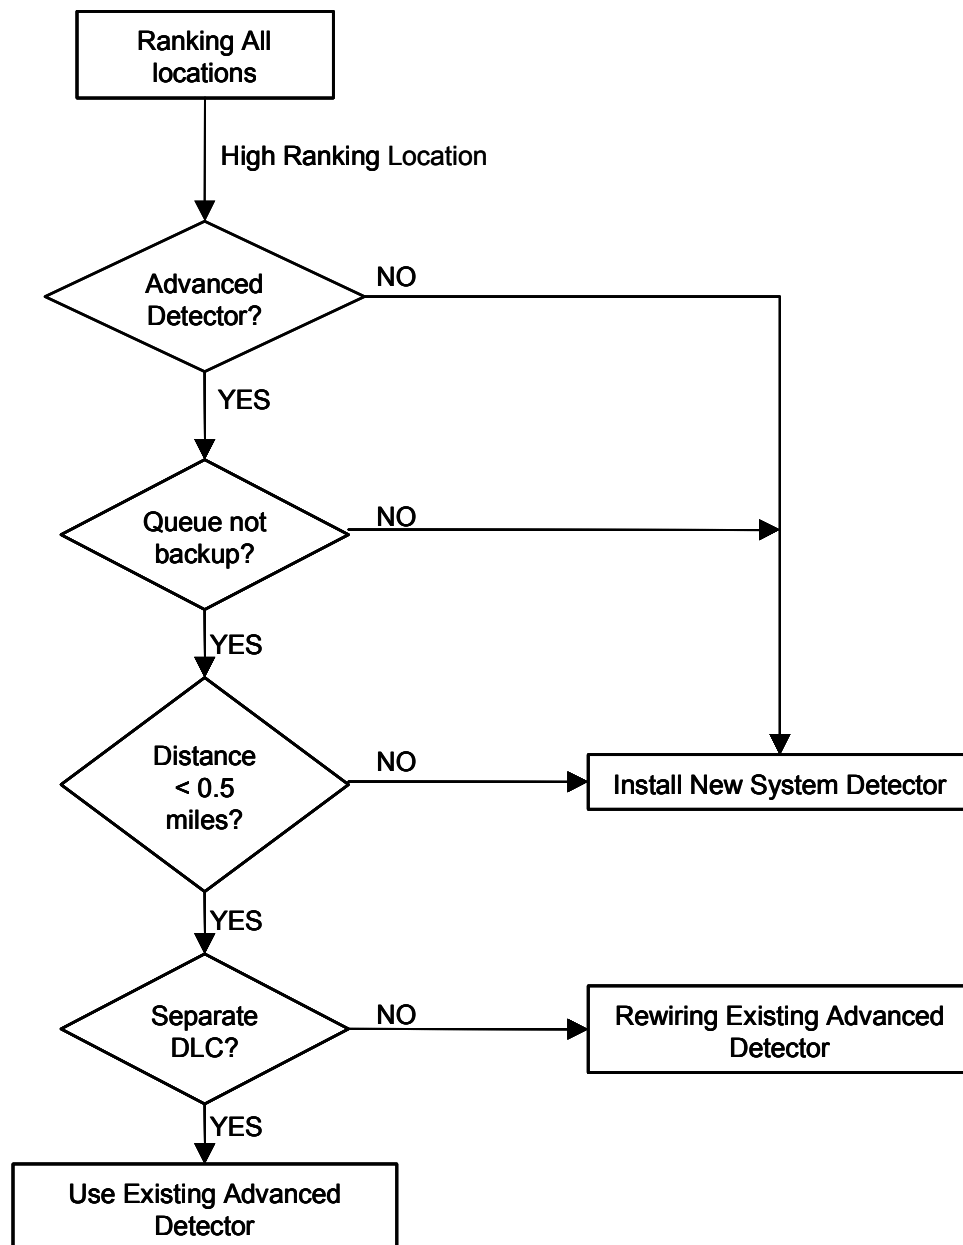 Ranking All
locations
High Ranking Location
Advanced
Detector?
NO
YES
Queue not
backup?
NO
YES
Distance
< 0.5
miles?
NO
Install New System Detector
YES
Separate
DLC?
NO
Rewiring Existing Advanced
Detector
YES
Use Existing Advanced
Detector